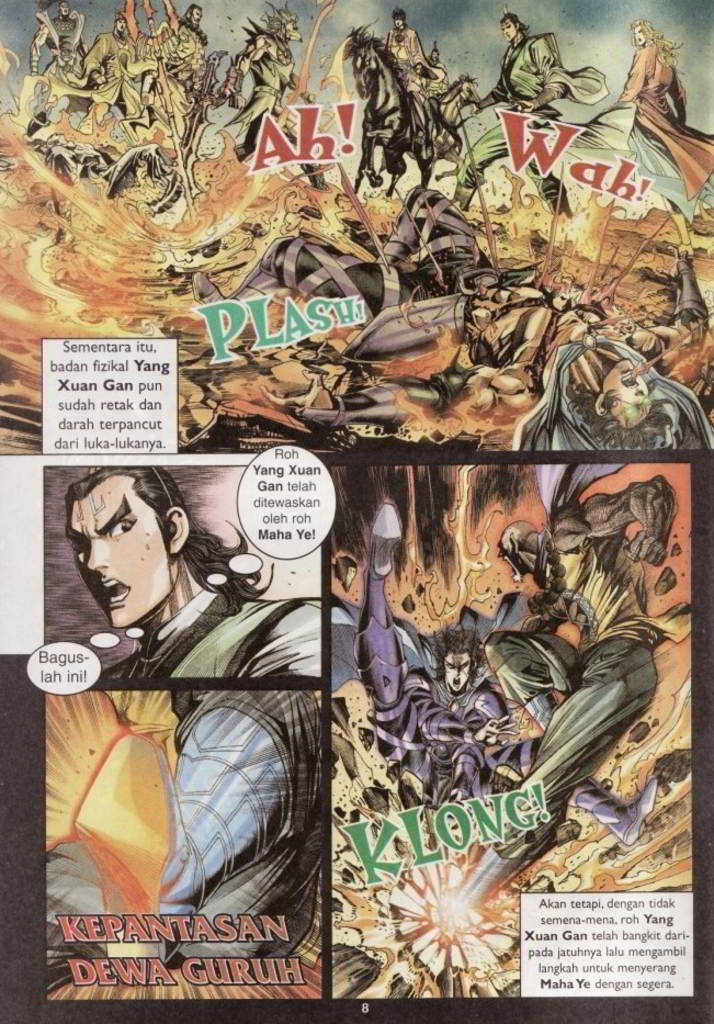 Ah!
Wah!
PLASH!
Sementara itu,
badan fizikal Yang
Xuan Gan pun
sudah retak dan
darah terpancut
dari luka-lukanya.
Roh
Yang Xuan
Gan telah
ditewaskan
oleh roh
Maha Ye!
Bagus-
lah ini!
KEPANTASAN
DEWA GURUH
KLONG!
Akan tetapi, dengan tidak
semena-mena, roh Yang
Xuan Gan telah bangkit dari-
pada jatuhnya lalu mengambil
langkah untuk menyerang
Maha Ye dengan segera.
8